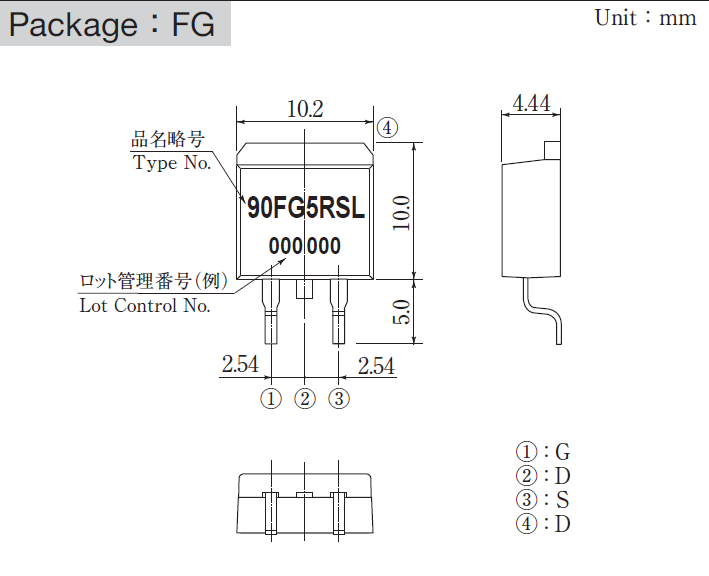 Package：FG
Unit：mm
10.2
④
4.44
品名略号
Type No.
90FG5RSL
000000
10.0
ロット管理番号（例）
Lot Control No.
5.0
2.54
2.54
① ② ③
①：G
②：D
③：S
④：D